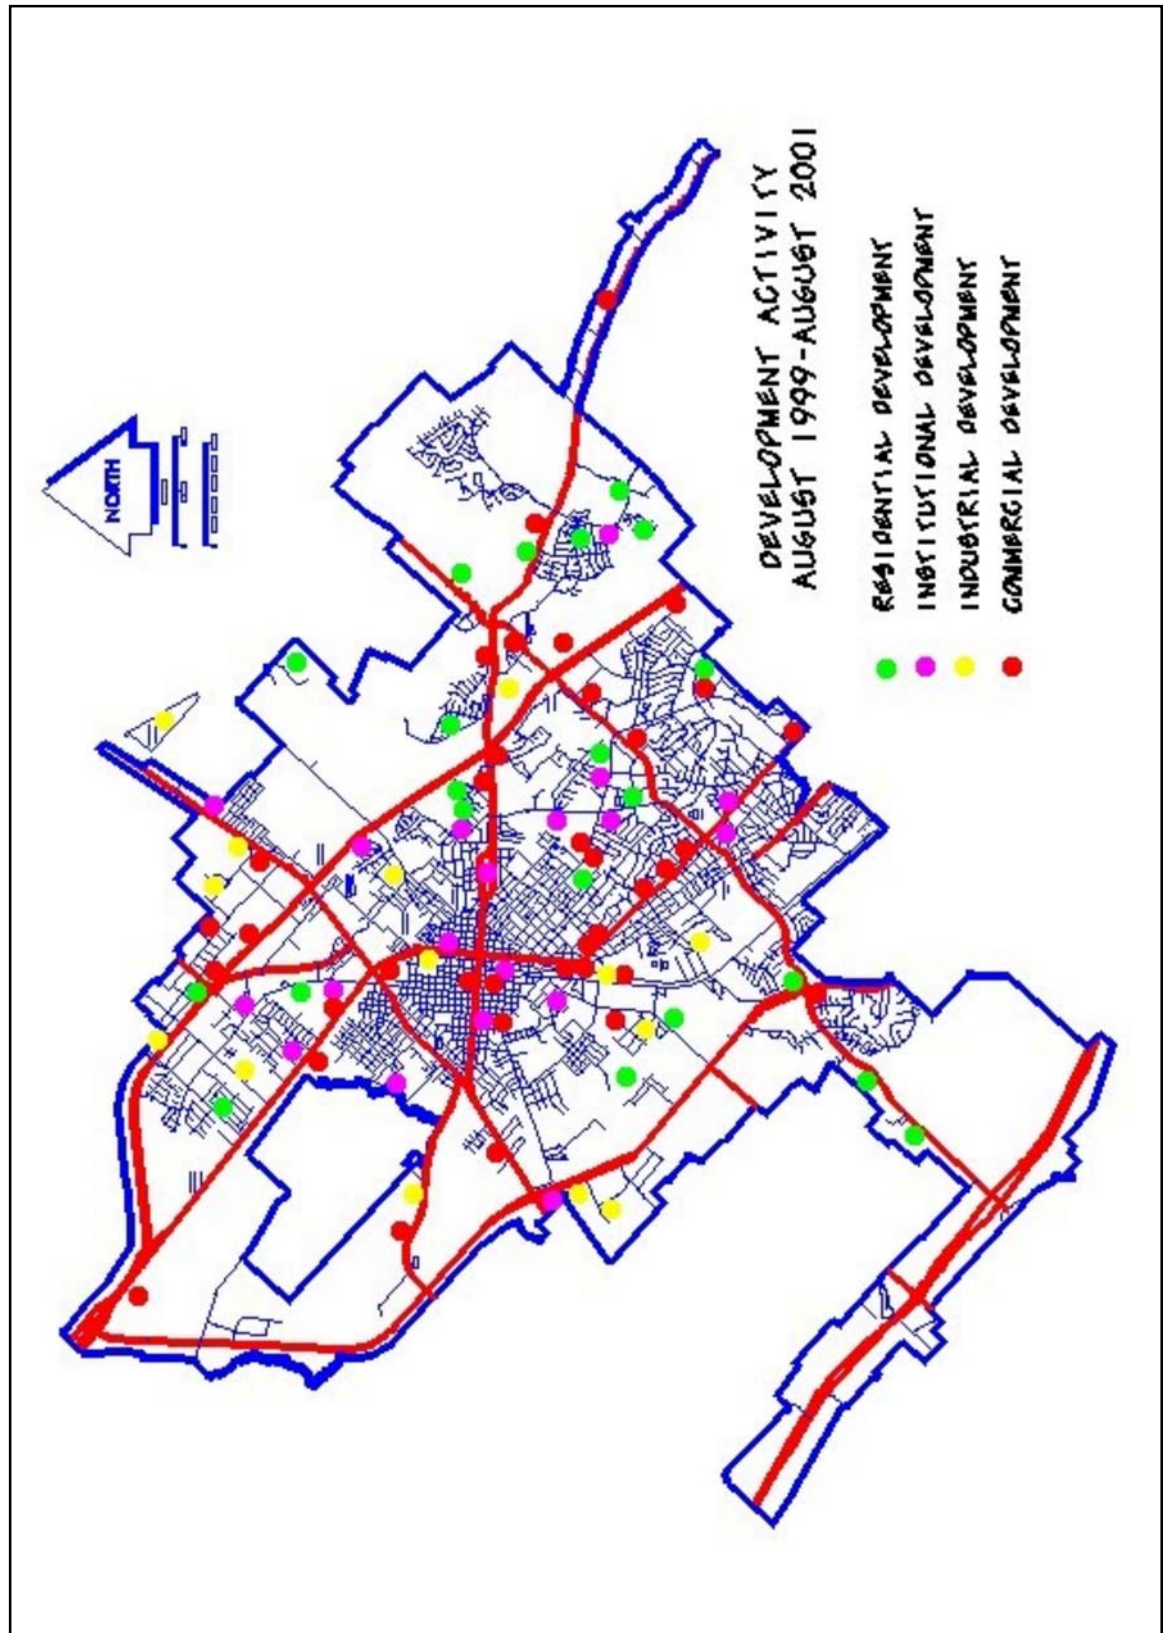 NORTH
DEVELOPMENT ACTIVITY
AUGUST 1999-AUGUST 2001
RESIDENTIAL DEVELOPMENT
INSTITUTIONAL DEVELOPMENT
INDUSTRIAL DEVELOPMENT
COMMERCIAL DEVELOPMENT